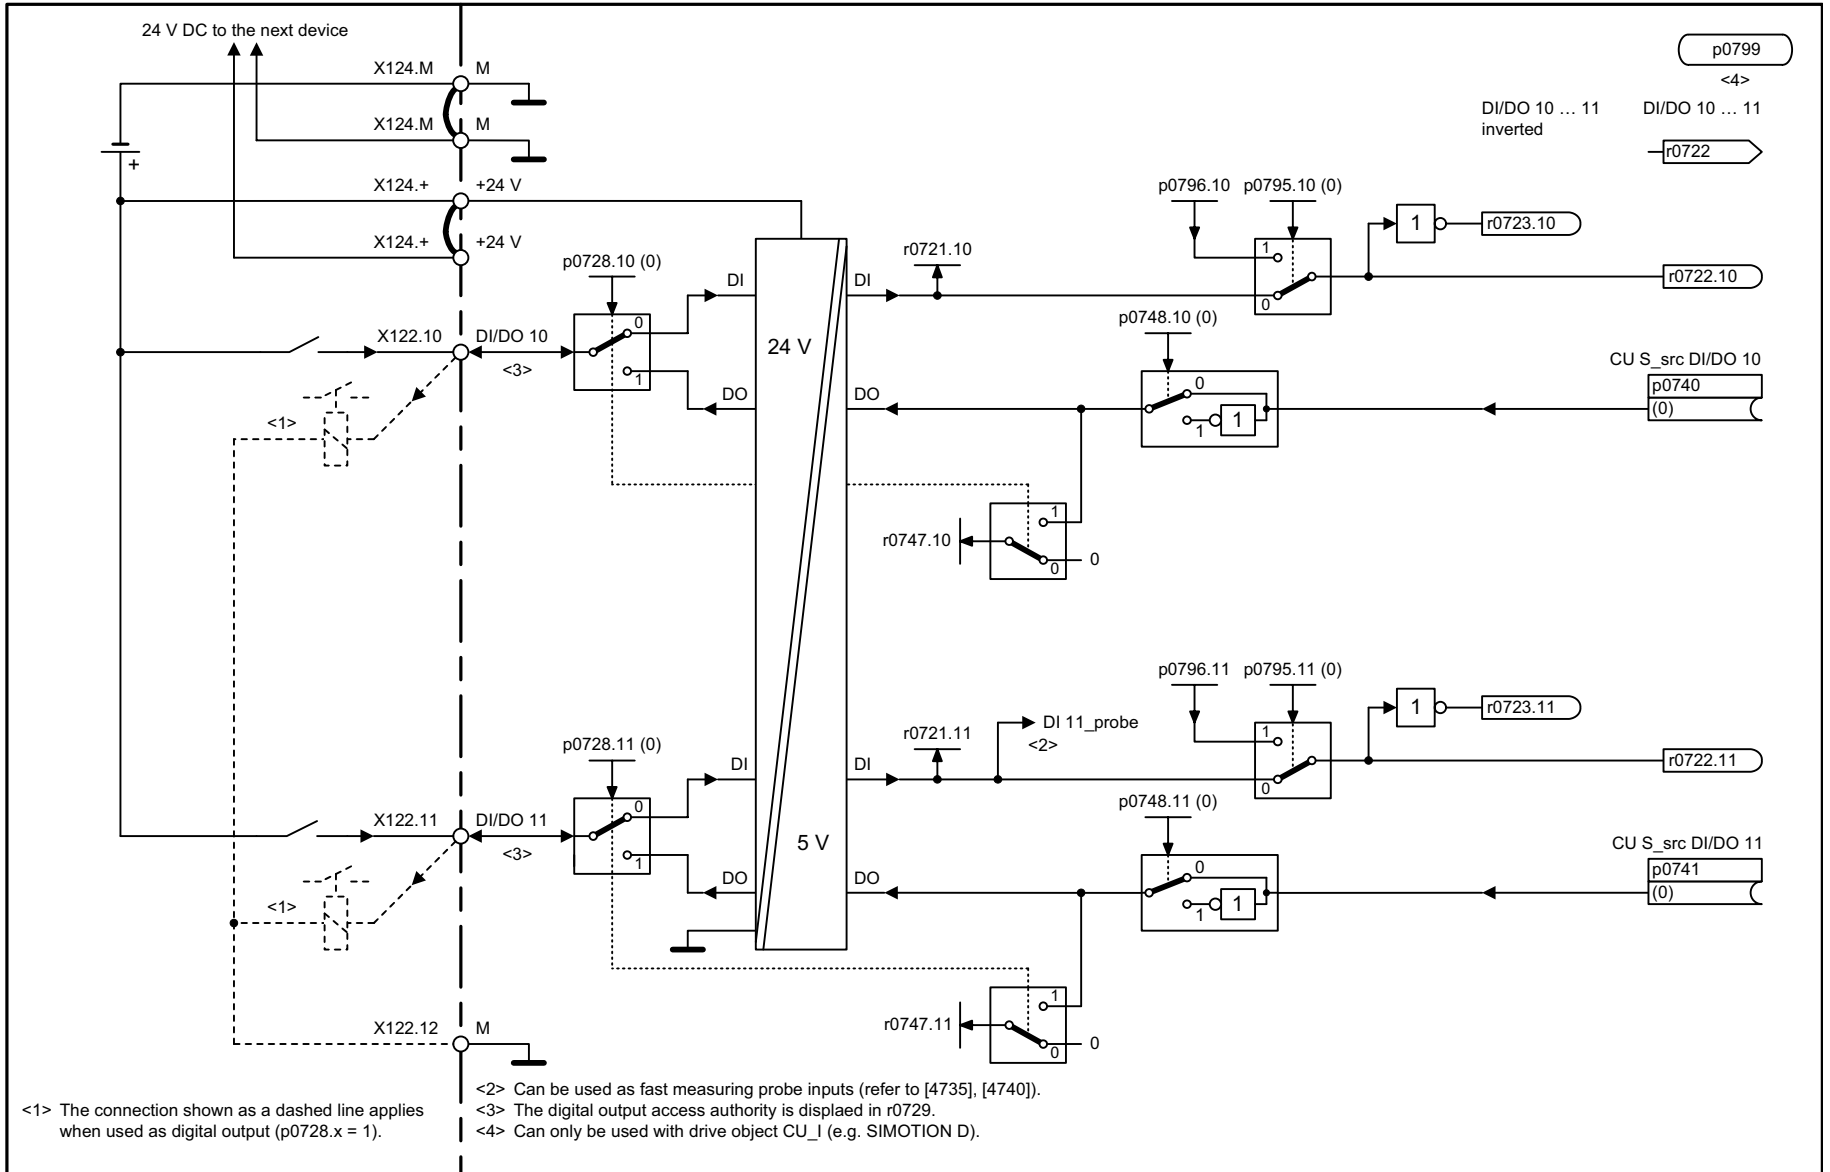 24 V DC to the next device
p0799
<4>
X124.M M
DI/DO 10 … 11
inverted
DI/DO 10 … 11
X124.M M
r0722
+
X124.+ +24 V
p0796.10 p0795.10 (0)
1 r0723.10
X124.+ +24 V
r0721.10
1
p0728.10 (0)
DI DI
r0722.10
0
p0748.10 (0)
X122.10 DI/DO 10
0
24 V
<3>
CU S_src DI/DO 10
1
0
p0740
DO DO
(0)
<1>
1
1
1
r0747.10
0
0
p0796.11 p0795.11 (0)
1 r0723.11
DI 11_probe
r0721.11
<2>
1
p0728.11 (0)
DI DI
r0722.11
0
p0748.11 (0)
X122.11 DI/DO 11
0
5 V
<3>
CU S_src DI/DO 11
1
0
p0741
DO DO
(0)
<1>
1
1
1
r0747.11
0
0
X122.12 M
<1> The connection shown as a dashed line applies
when used as digital output (p0728.x = 1).
<2> Can be used as fast measuring probe inputs (refer to [4735], [4740]).
<3> The digital output access authority is displaed in r0729.
<4> Can only be used with drive object CU_I (e.g. SIMOTION D).